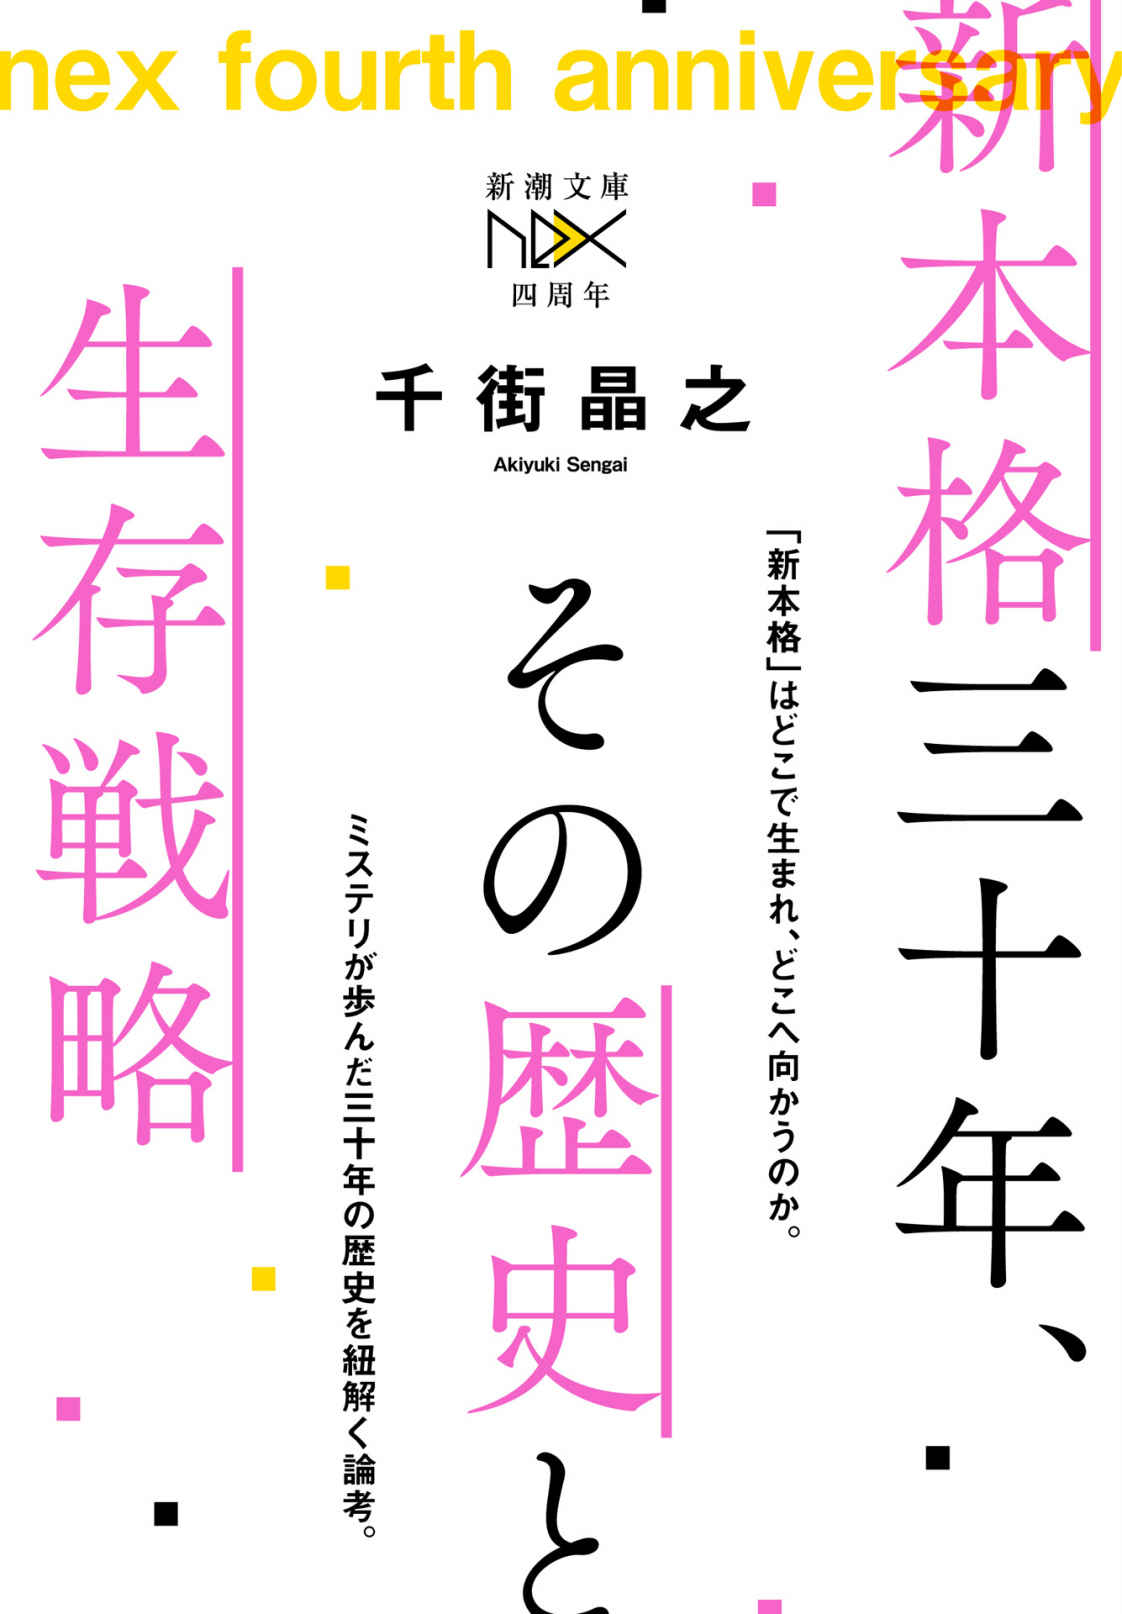 nex fourth anniversary
新潮文庫
nex
四周年
千街晶之
Akiyuki Sengai
新本格三十年、
その歴史と
生存戦略
「新本格」はどこで生まれ、どこへ向かうのか。
ミステリが歩んだ三十年の歴史を紐解く論考。